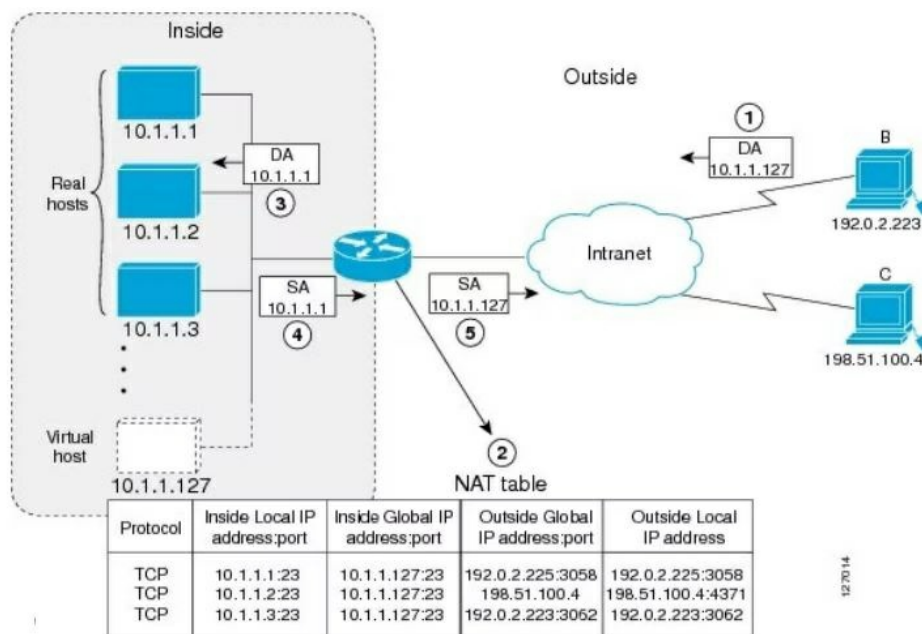 Inside
Outside
10.1.1.1
DA
10.1.1.1
3
Real
hosts
10.1.1.2
10.1.1.3
SA
10.1.1.1
4
1
DA
10.1.1.127
B
192.0.2.223
Intranet
SA
10.1.1.127
5
C
198.51.100.4
Virtual
host
10.1.1.127
2
NAT table
Protocol
Inside Local IP
address:port
Inside Global IP
address:port
Outside Global
IP address:port
Outside Local
IP address
TCP 10.1.1.1:23 10.1.1.127:23 192.0.2.225:3058 192.0.2.225:3058
TCP 10.1.1.2:23 10.1.1.127:23 198.51.100.4 198.51.100.4:4371
TCP 10.1.1.3:23 10.1.1.127:23 192.0.2.223:3062 192.0.2.223:3062
127014